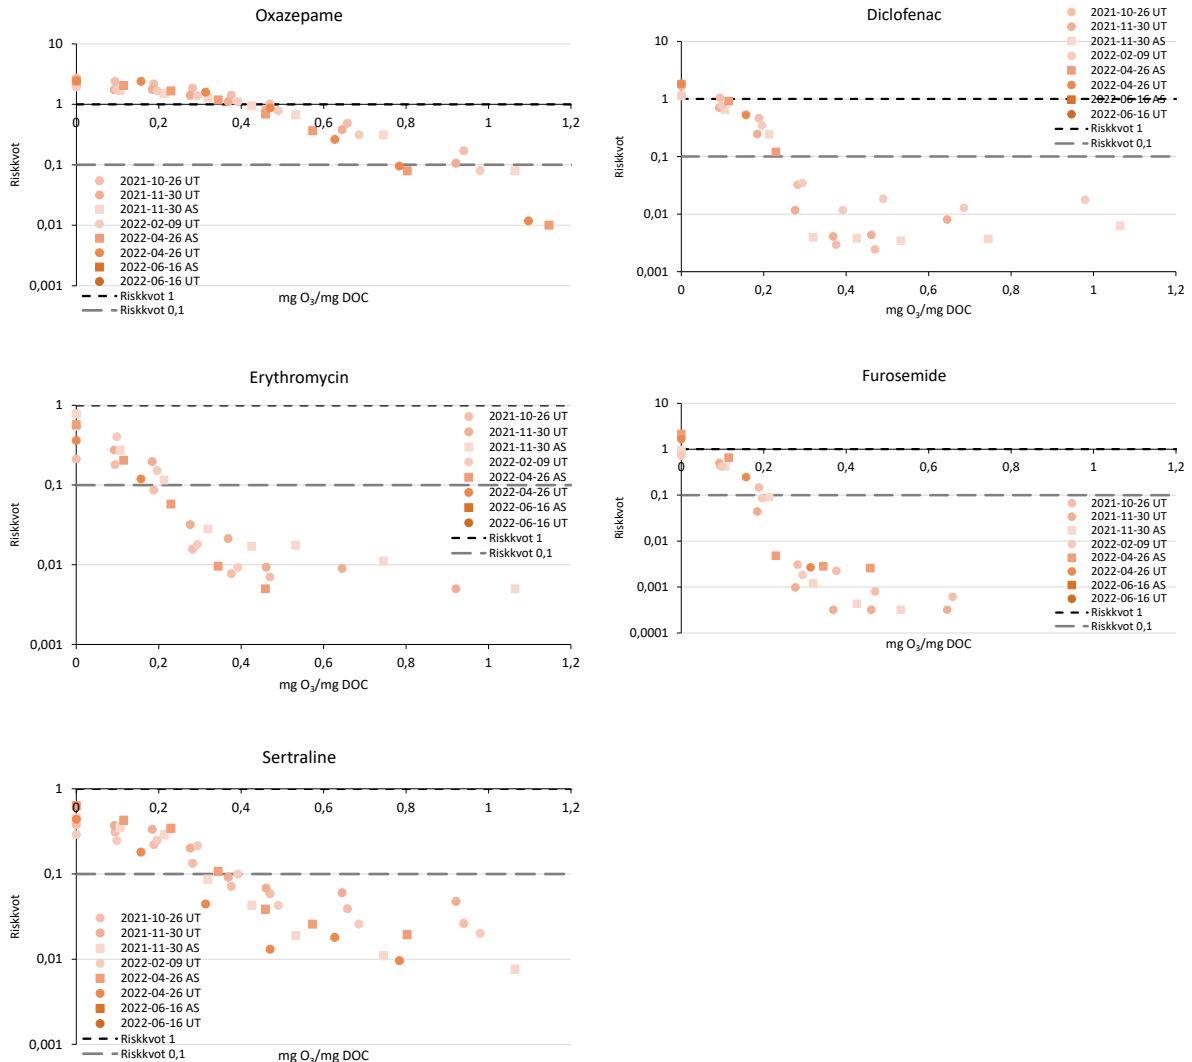 Oxazepame
10
1
0,1
0,01
0,001
0
0,2
0,4
0,6
0,8
1
1,2
Riskkvot
mg O₃/mg DOC
2021-10-26 UT
2021-11-30 UT
2021-11-30 AS
2022-02-09 UT
2022-04-26 AS
2022-04-26 UT
2022-06-16 AS
2022-06-16 UT
Riskkvot 1
Riskkvot 0,1
Diclofenac
10
1
0,1
0,01
0,001
0
0,2
0,4
0,6
0,8
1
1,2
Riskkvot
mg O₃/mg DOC
2021-10-26 UT
2021-11-30 UT
2021-11-30 AS
2022-02-09 UT
2022-04-26 AS
2022-04-26 UT
2022-06-16 AS
2022-06-16 UT
Riskkvot 1
Riskkvot 0,1
Erythromycin
1
0,1
0,01
0,001
0
0,2
0,4
0,6
0,8
1
1,2
Riskkvot
mg O₃/mg DOC
2021-10-26 UT
2021-11-30 UT
2021-11-30 AS
2022-02-09 UT
2022-04-26 AS
2022-04-26 UT
2022-06-16 AS
2022-06-16 UT
Riskkvot 1
Riskkvot 0,1
Furosemide
10
1
0,1
0,01
0,001
0,0001
0
0,2
0,4
0,6
0,8
1
1,2
Riskkvot
mg O₃/mg DOC
2021-10-26 UT
2021-11-30 UT
2021-11-30 AS
2022-02-09 UT
2022-04-26 AS
2022-04-26 UT
2022-06-16 AS
2022-06-16 UT
Riskkvot 1
Riskkvot 0,1
Sertraline
1
0,1
0,01
0,001
0
0,2
0,4
0,6
0,8
1
1,2
Riskkvot
mg O₃/mg DOC
2021-10-26 UT
2021-11-30 UT
2021-11-30 AS
2022-02-09 UT
2022-04-26 AS
2022-04-26 UT
2022-06-16 AS
2022-06-16 UT
Riskkvot 1
Riskkvot 0,1